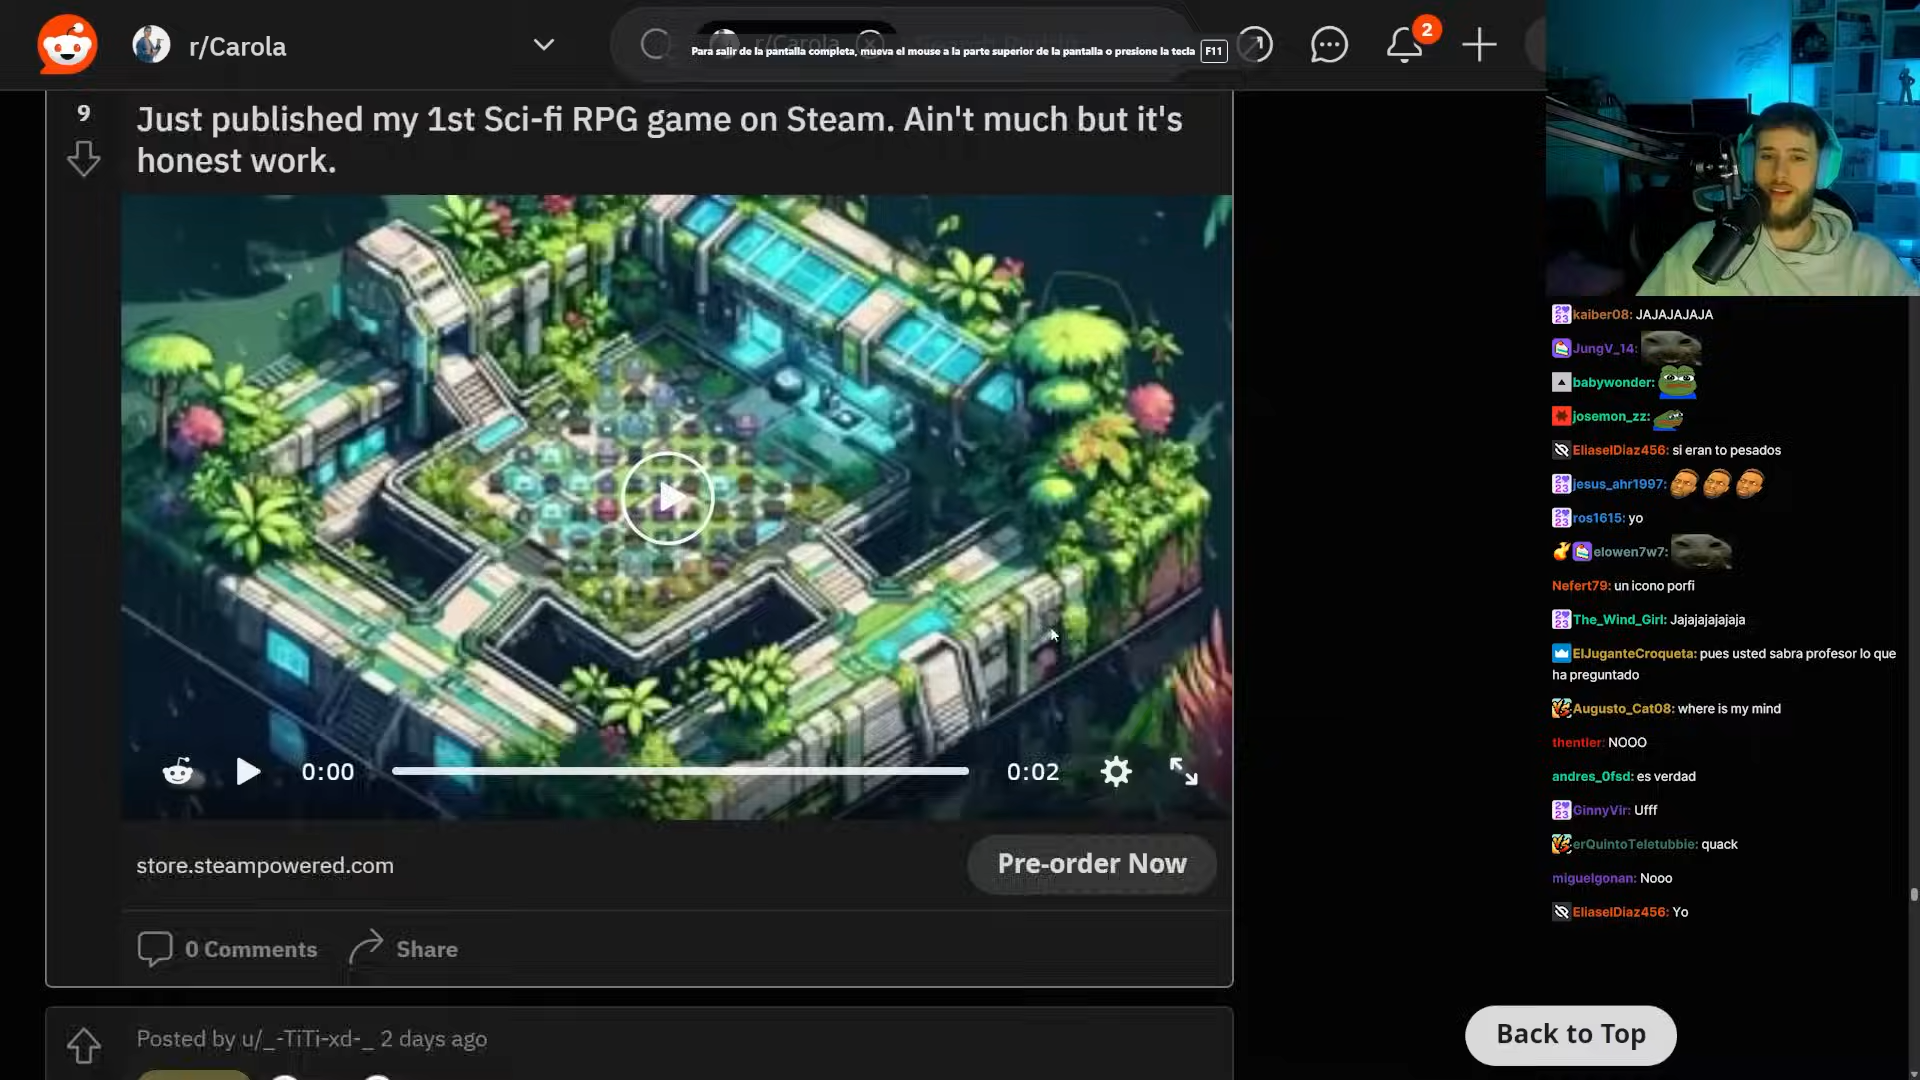 r/Carola
Para salir de la pantalla completa, mueva el mouse a la parte superior de la pantalla o presione la tecla F11
2
9
Just published my 1st Sci-fi RPG game on Steam. Ain't much but it's
honest work.
0:00
0:02
store.steampowered.com
Pre-order Now
0 Comments
Share
Posted by u/_-TiTi-xd-_ 2 days ago
kaiber08: JAJAJAJAJA
JungV_14:
babywonder:
josemon_zz:
EliaselDiaz456: si eran to pesados
jesus_ahr1997:
ros1615: yo
elowen7w7:
Nefert79: un icono porfi
The_Wind_Girl: Jajajajajajaja
ElJuganteCroqueta: pues usted sabra profesor lo que
ha preguntado
Augusto_Cat08: where is my mind
thentier: NOOO
andres_0fsd: es verdad
GinnyVir: Ufff
erQuintoTeletubbie: quack
miguelgonan: Nooo
EliaselDiaz456: Yo
Back to Top